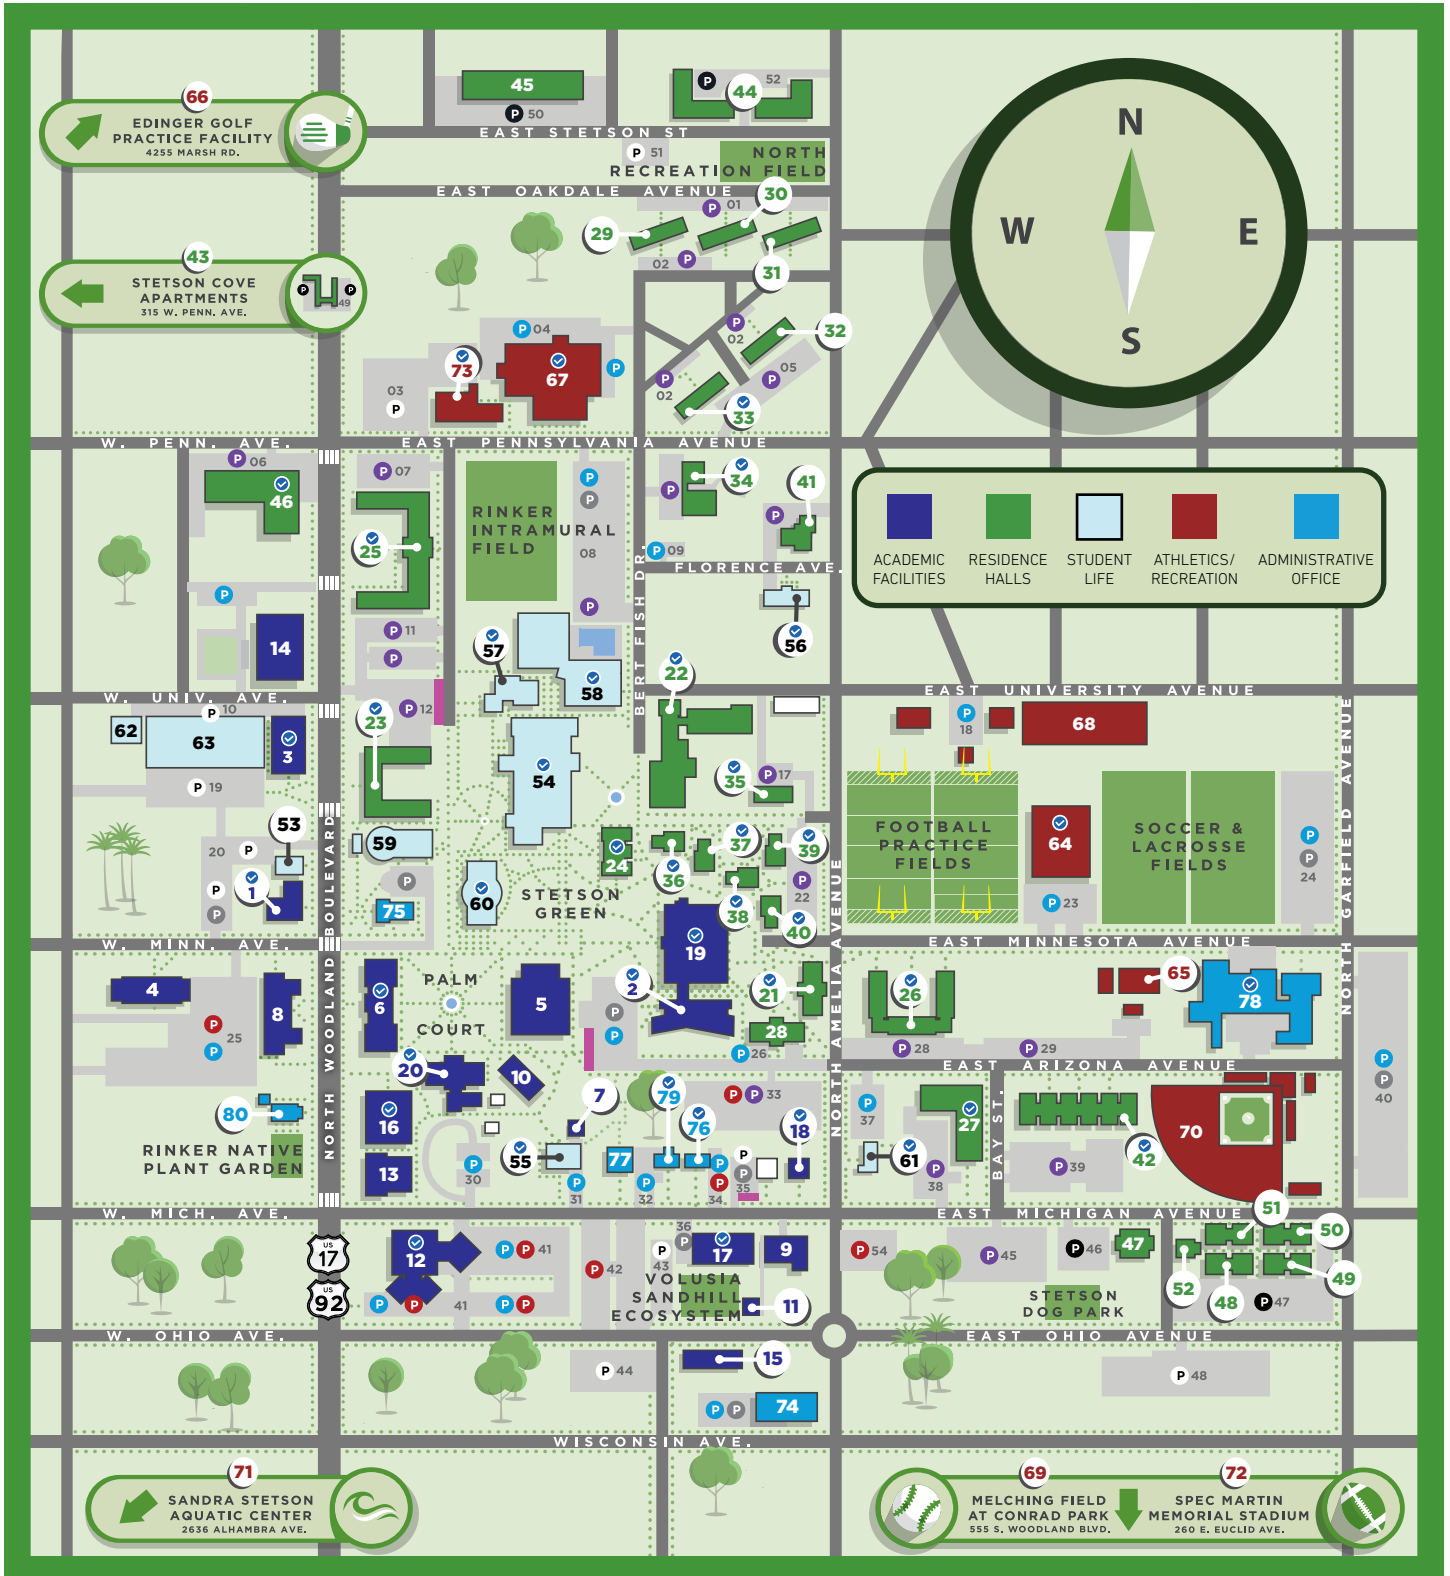 45
P 50
P
52
44
EAST STETSON ST
P 51
NORTH
RECREATION FIELD
66
EDINGER GOLF
PRACTICE FACILITY
4255 MARSH RD.
N
W
E
S
EAST OAKDALE AVENUE
30
P 01
29
02 P
31
43
STETSON COVE
APARTMENTS
315 W. PENN. AVE.
P
P
49
P 04
P
02
32
73
67
P
P
05
P
02
33
03
P
W. PENN. AVE.
EAST PENNSYLVANIA AVENUE
P 06
46
P 07
25
RINKER
INTRAMURAL
FIELD
P
P
08
P
34
P
41
P
P 09
FLORENCE AVE.
56
ACADEMIC
FACILITIES
RESIDENCE
HALLS
STUDENT
LIFE
ATHLETICS/
RECREATION
ADMINISTRATIVE
OFFICE
P
14
P 11
P
57
58
BERT FISH DR.
22
W. UNIV. AVE.
EAST UNIVERSITY AVENUE
P 10
62
63
3
23
P 12
54
P
18
68
P 19
35
P 17
53
59
24
36
37
39
38
40
P
22
FOOTBALL
PRACTICE
FIELDS
64
P 23
SOCCER &
LACROSSE
FIELDS
P
P
24
NORTH GARFIELD AVENUE
20
P
P
P
1
P
75
60
STETSON
GREEN
19
W. MINN. AVE.
EAST MINNESOTA AVENUE
NORTH WOODLAND BOULEVARD
NORTH AMELIA AVENUE
4
8
P
P
25
6
PALM
COURT
5
2
P
P
21
28
P 26
26
P 28
P 29
65
78
EAST ARIZONA AVENUE
P
P
40
20
10
7
79
76
P P 33
18
80
RINKER NATIVE
PLANT GARDEN
16
13
P
30
55
P
31
77
P
32
P
P
34
P
P
35
P
37
61
27
P
38
BAY ST.
P 39
42
70
W. MICH. AVE.
EAST MICHIGAN AVENUE
51
50
US
17
US
92
12
P P 41
P P 41
P P
P 42
36
P
P
43
17
9
VOLUSIA
SANDHILL
ECOSYSTEM
11
P 54
P 45
P 46
47
52
48
49
P 47
STETSON
DOG PARK
W. OHIO AVE.
EAST OHIO AVENUE
P 44
15
P P
74
P 48
WISCONSIN AVE.
71
SANDRA STETSON
AQUATIC CENTER
2636 ALHAMBRA AVE.
69
MELCHING FIELD
AT CONRAD PARK
555 S. WOODLAND BLVD.
72
SPEC MARTIN
MEMORIAL STADIUM
260 E. EUCLID AVE.